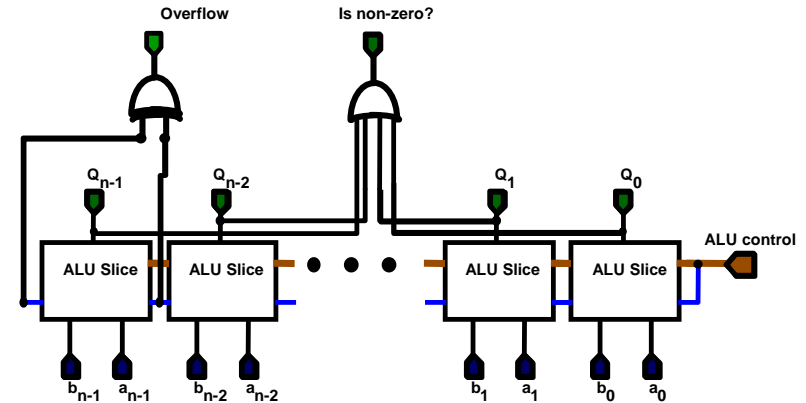 Overflow
Is non-zero?
Qn-1
Qn-2
Q1
Q0
ALU control
ALU Slice
ALU Slice
ALU Slice
ALU Slice
bn-1
an-1
bn-2
an-2
b1
a1
b0
a0